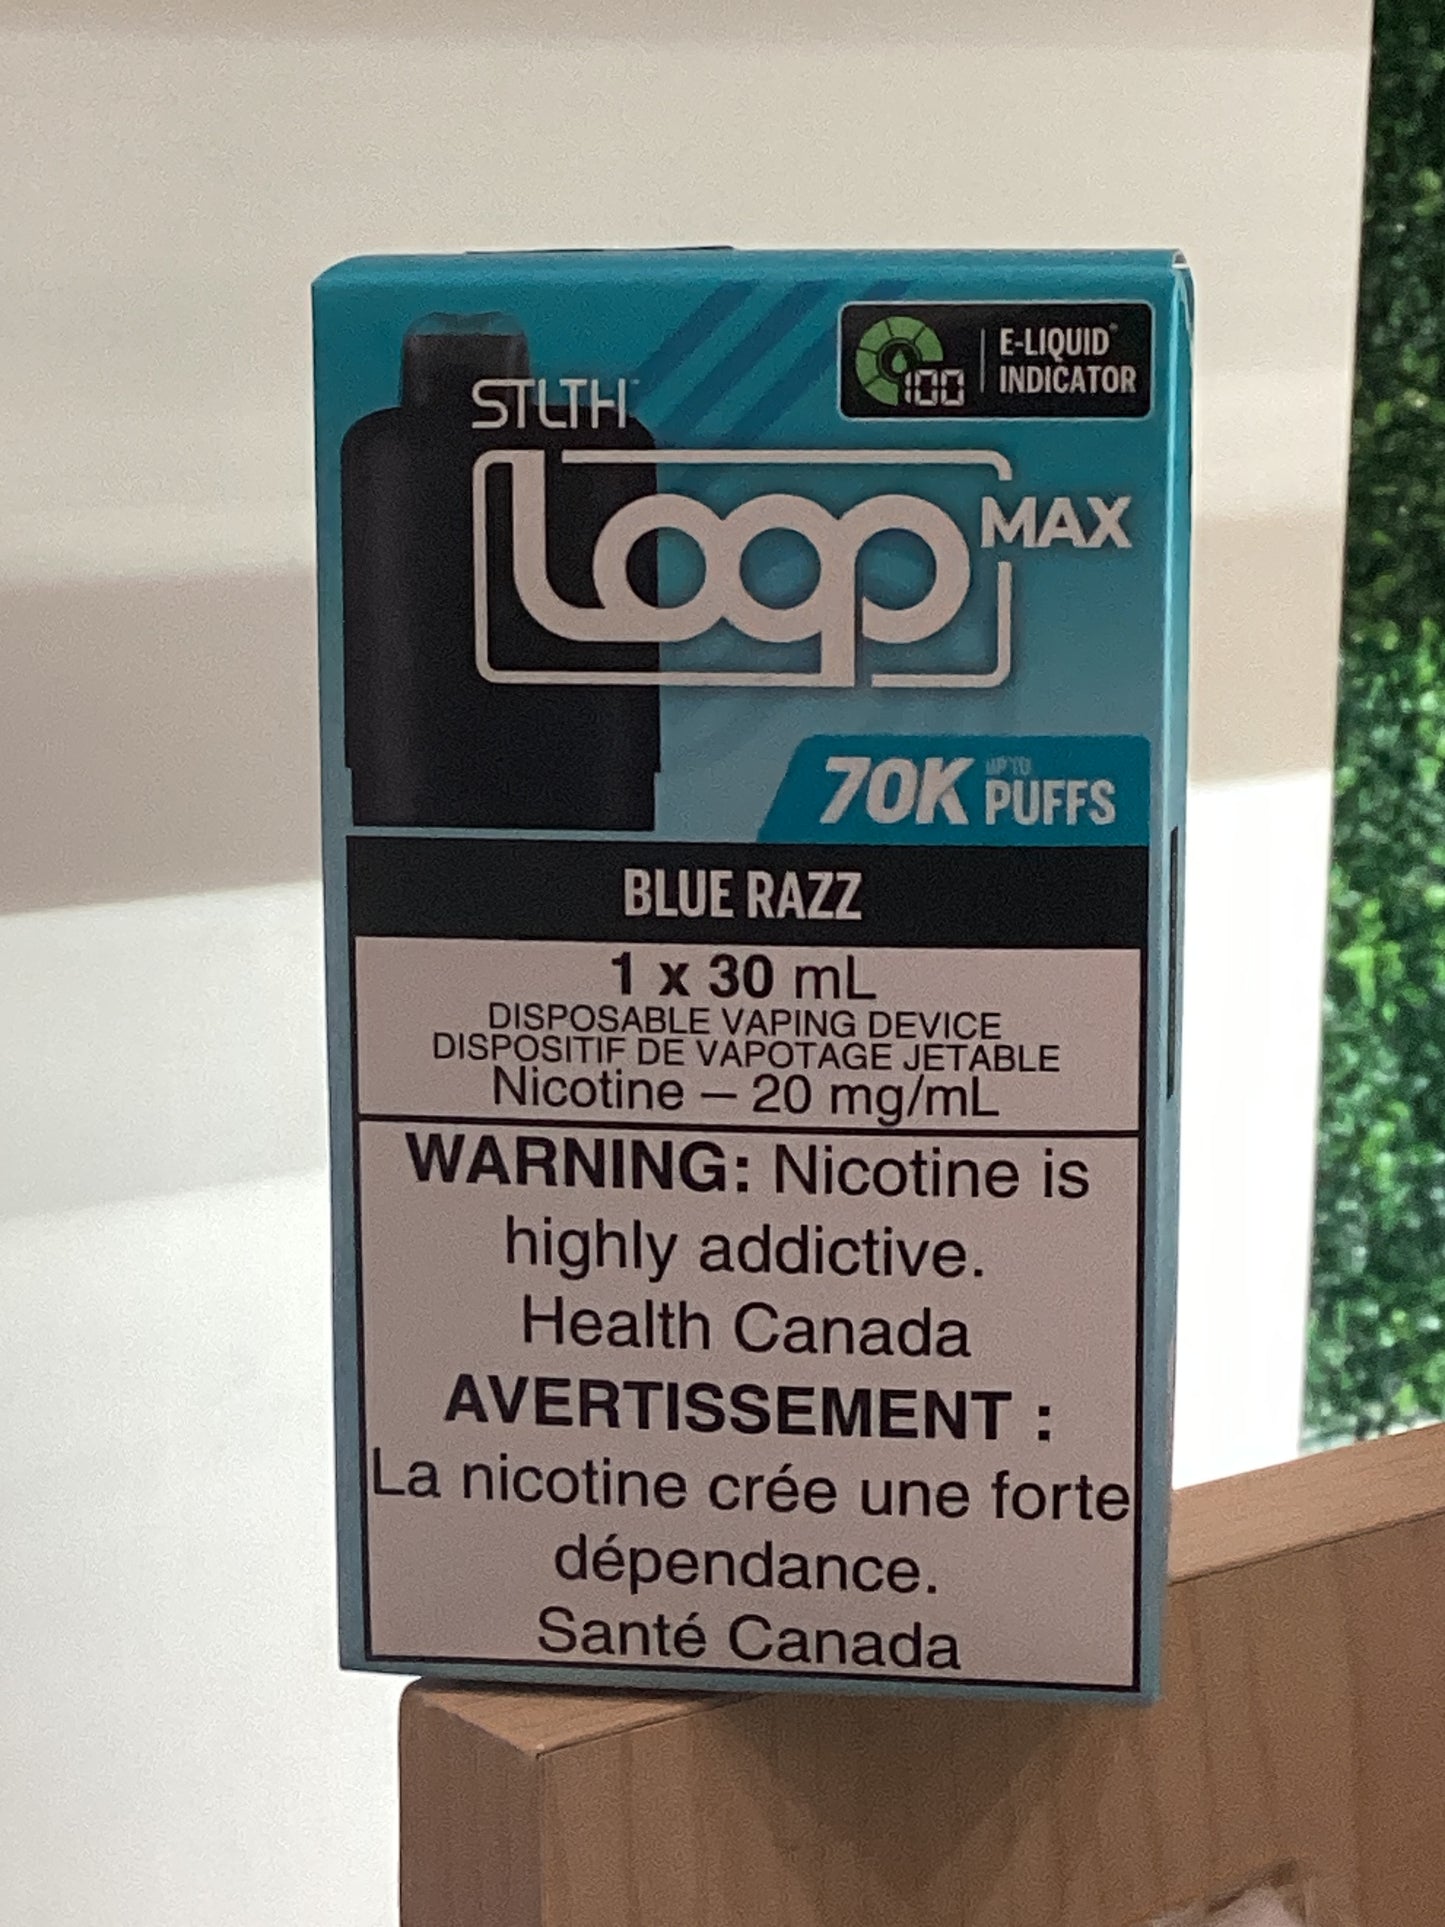 100
E-LIQUID
INDICATOR
STLTH™
Loop MAX
70K UP TO PUFFS
BLUE RAZZ
1 x 30 mL
DISPOSABLE VAPING DEVICE
DISPOSITIF DE VAPOTAGE JETABLE
Nicotine – 20 mg/mL
WARNING: Nicotine is
highly addictive.
Health Canada
AVERTISSEMENT :
La nicotine crée une forte
dépendance.
Santé Canada